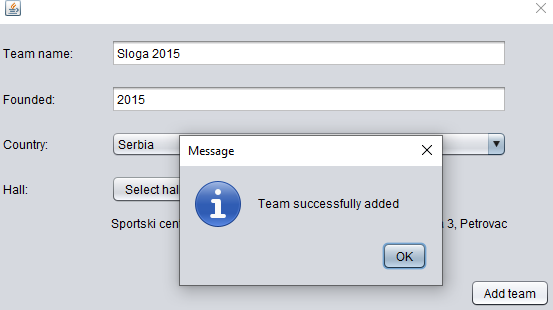 Team name:
Sloga 2015
Founded:
2015
Country:
Serbia
Message
Hall:
Select hal
Team successfully added
Sportski cent
3, Petrovac
OK
Add team